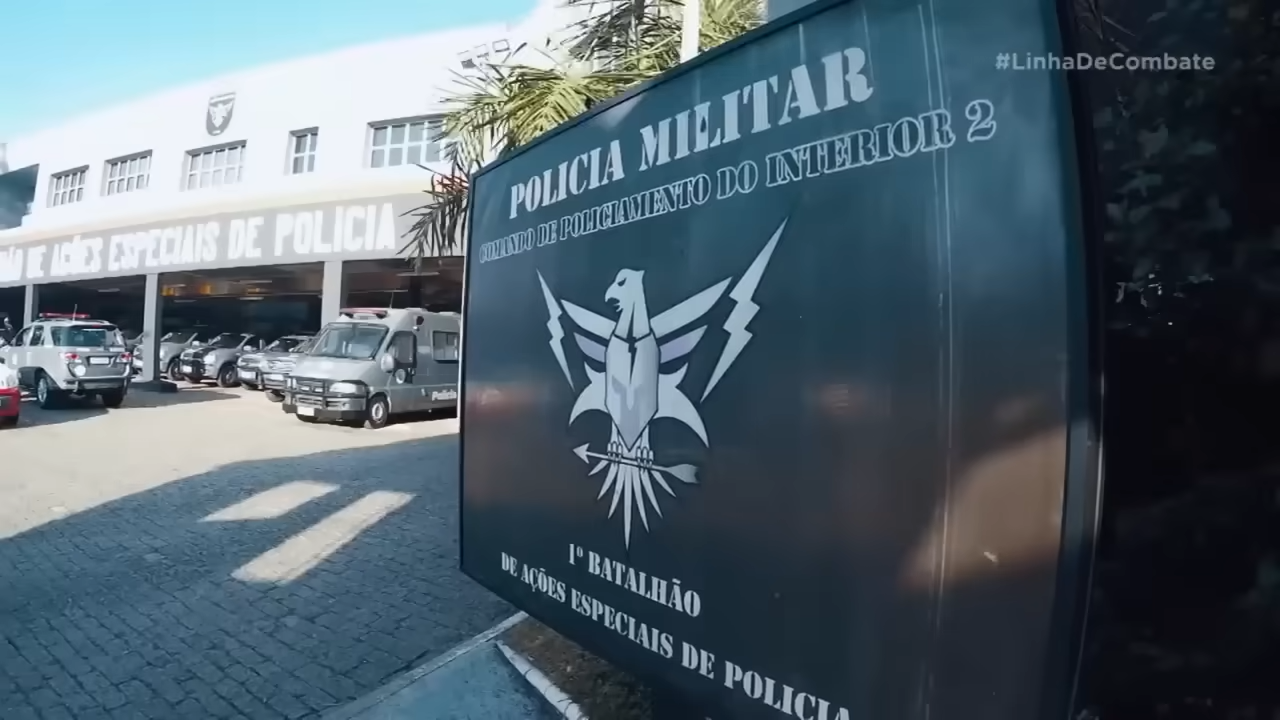 #LinhaDeCombate
POLICIA MILITAR
COMANDO DE POLICIAMENTO DO INTERIOR 2
DE AÇÕES ESPECIAIS DE POLICIA
1º BATALHÃO
DE AÇÕES ESPECIAIS DE POLICIA
Polícia